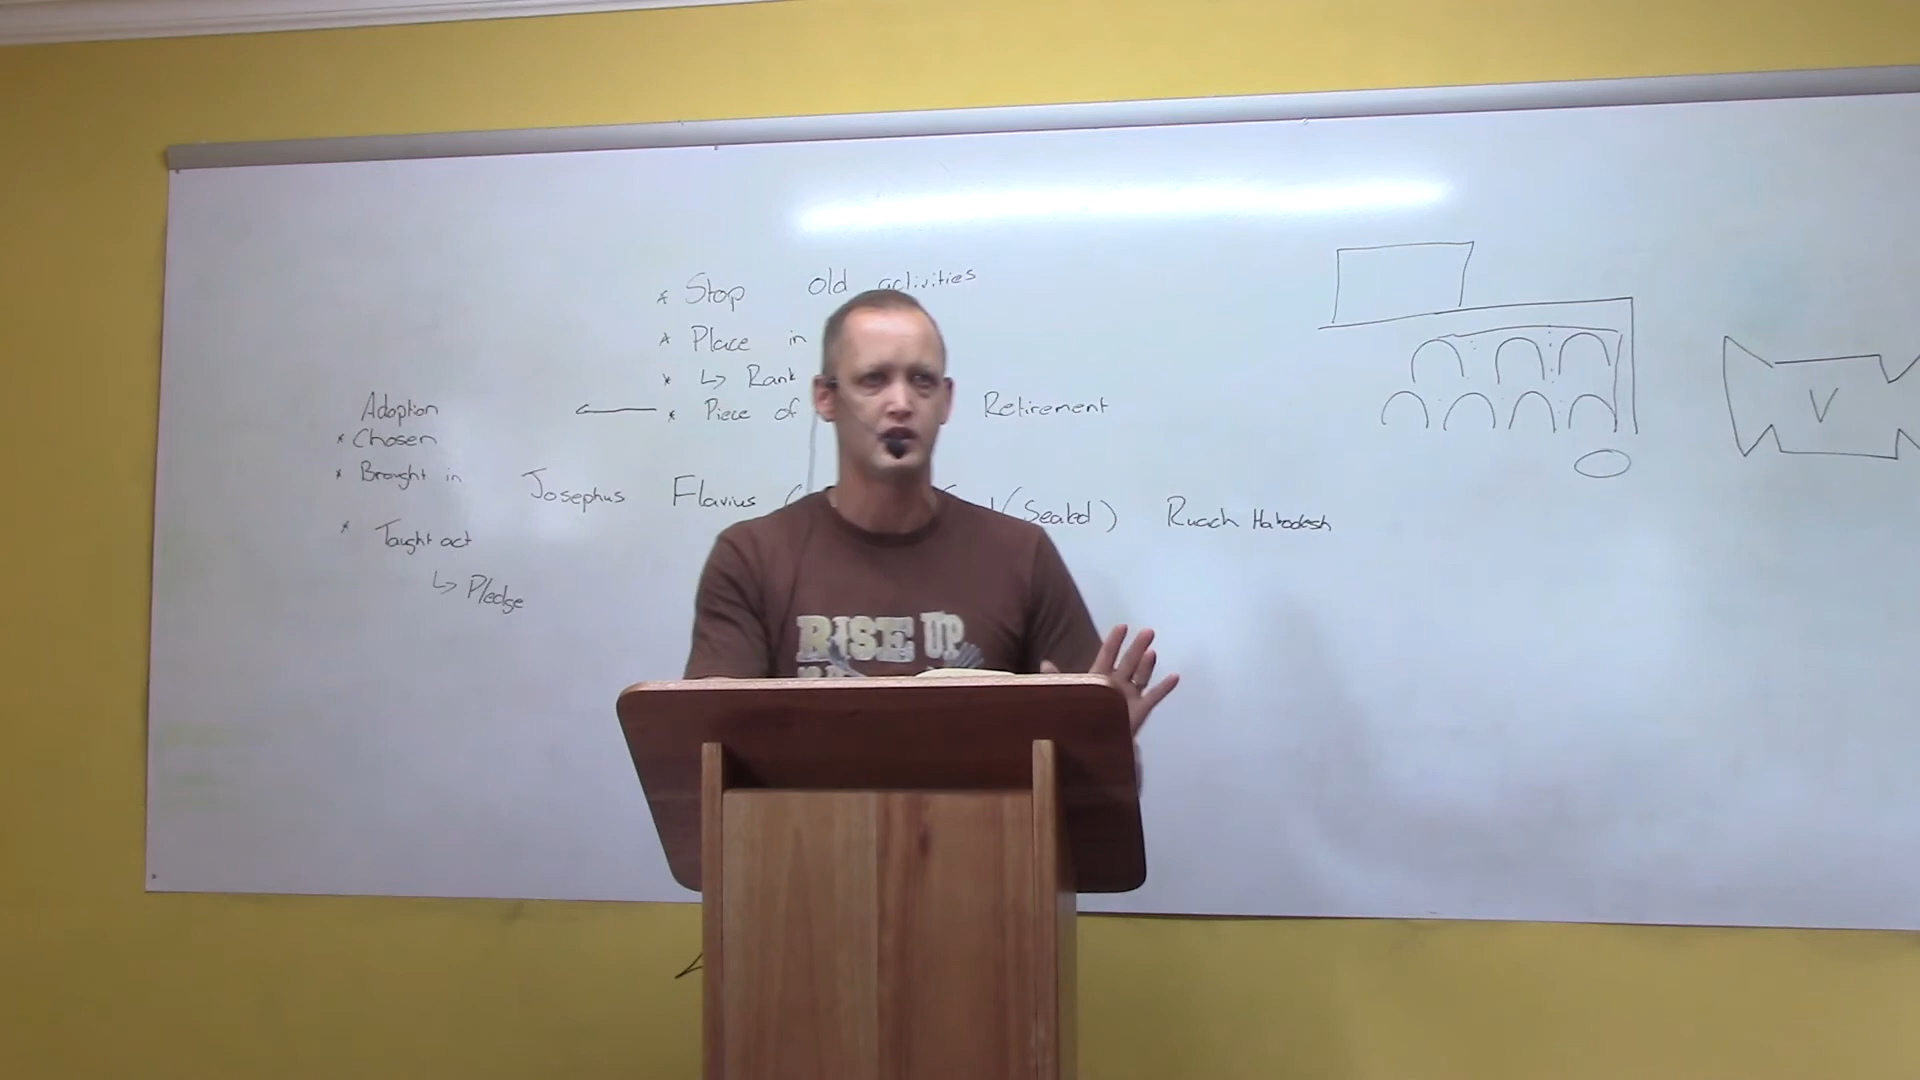 * Stop old activities
* Place in
* ↳ Rank
* Piece of Retirement
Adoption
* Chosen
* Brought in
* Taught act
↳ Pledge
Josephus Flavius ( (Sealed) Ruach Hakodesh
V
RISE UP